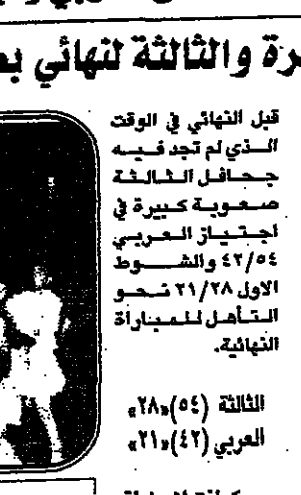 رة والثالثة لنهائي
قبل النهائي في الوقت
الذي لم تجد فيه
جحافل الثالثة
صعوبة كبيرة في
اجتياز العربي
٤٢/٥٤ والشوط
الاول ٢١/٢٨ نحو
التأهل للمباراة
النهائية.
الثالثة (٥٤)«٢٨»
العربي (٤٢)«٢١»